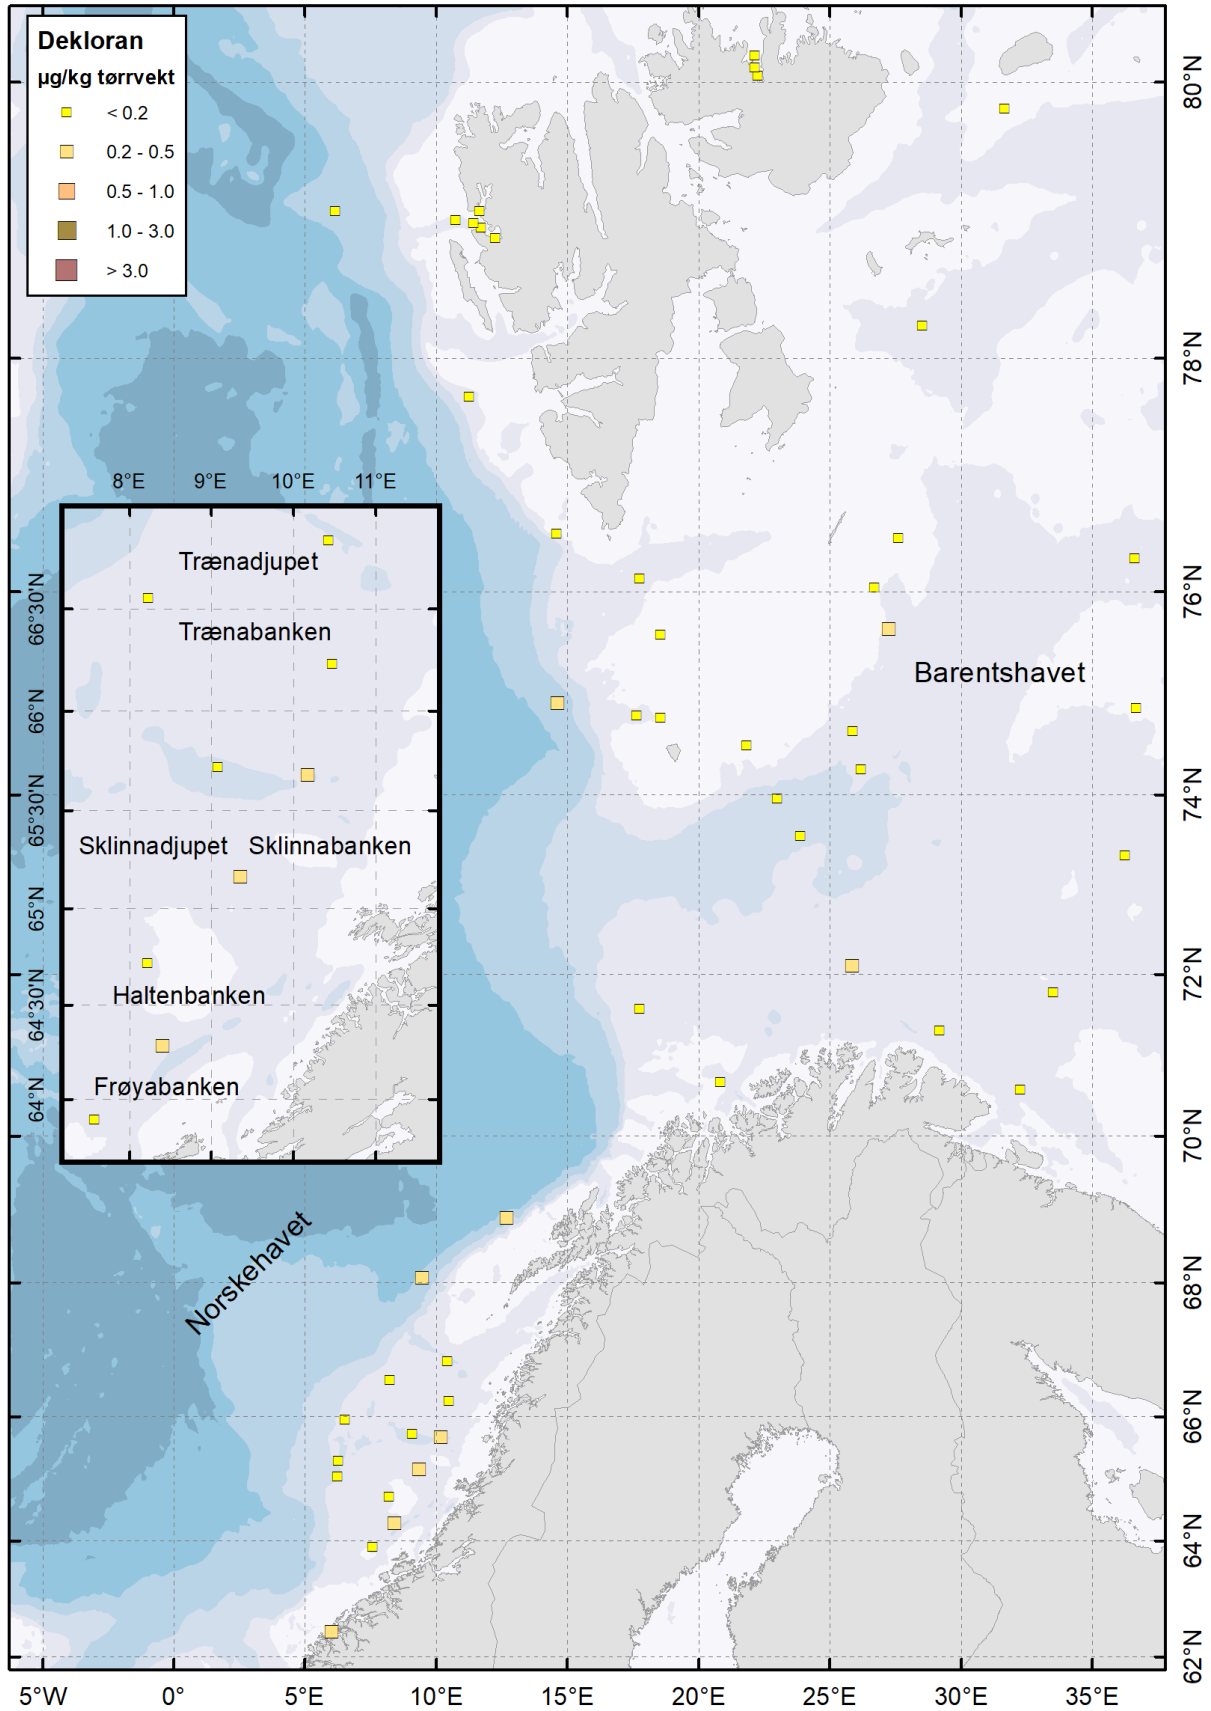 Dekloran
µg/kg tørrvekt
< 0.2
0.2 - 0.5
0.5 - 1.0
1.0 - 3.0
> 3.0
80°N
78°N
76°N
74°N
72°N
70°N
68°N
66°N
64°N
62°N
8°E
9°E
10°E
11°E
Trænadjupet
66°30'N
Trænabanken
66°N
65°30'N
Sklinnadjupet
Sklinnabanken
65°N
64°30'N
Haltenbanken
64°N
Frøyabanken
Barentshavet
Norskehavet
5°W
0°
5°E
10°E
15°E
20°E
25°E
30°E
35°E